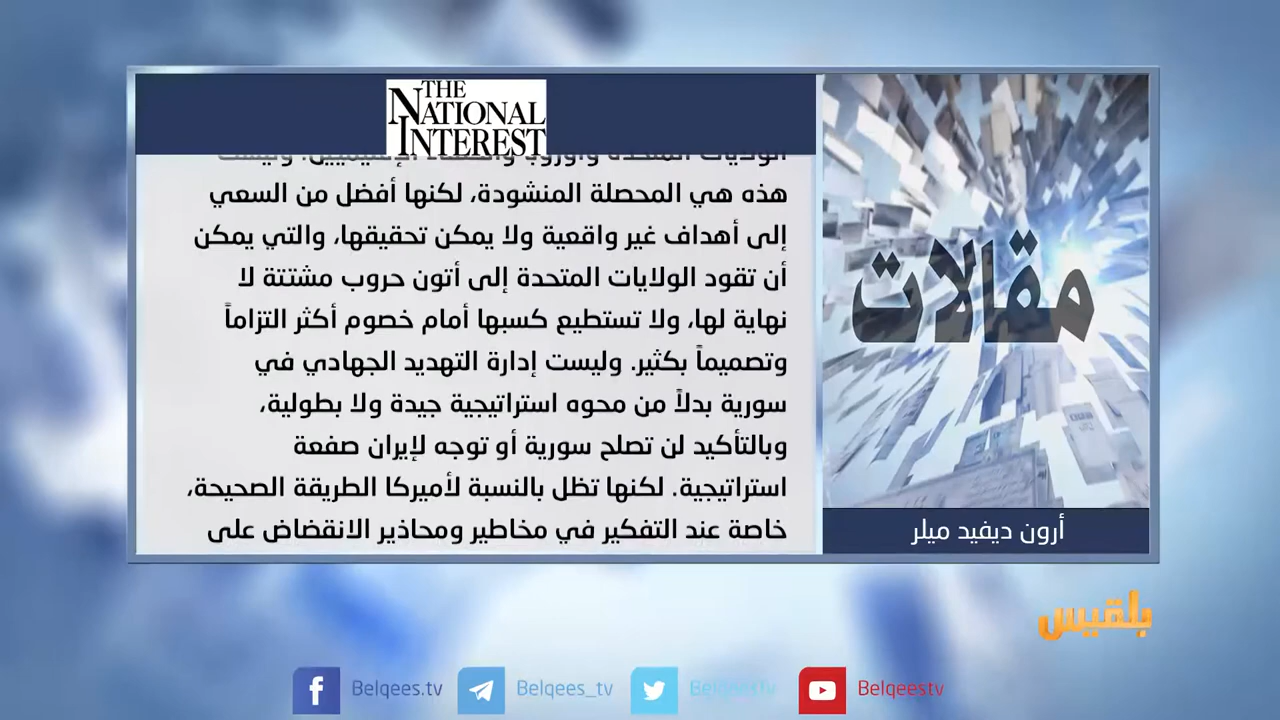 THE
NATIONAL
INTEREST
هذه هي المحصلة المنشودة، لكنها أفضل من السعي
إلى أهداف غير واقعية ولا يمكن تحقيقها، والتي يمكن
أن تقود الولايات المتحدة إلى أتون حروب مشتتة لا
نهاية لها، ولا تستطيع كسبها أمام خصوم أكثر التزاماً
وتصميماً بكثير. وليست إدارة التهديد الجهادي في
سورية بدلاً من محوه استراتيجية جيدة ولا بطولية،
وبالتأكيد لن تصلح سورية أو توجه لإيران صفعة
استراتيجية. لكنها تظل بالنسبة لأميركا الطريقة الصحيحة،
خاصة عند التفكير في مخاطير ومحاذير الانقضاض على
مقالات
أرون ديفيد ميلر
بلقيس
Belqees.tv
Belqees_tv
Belqeestv
Belqeestv